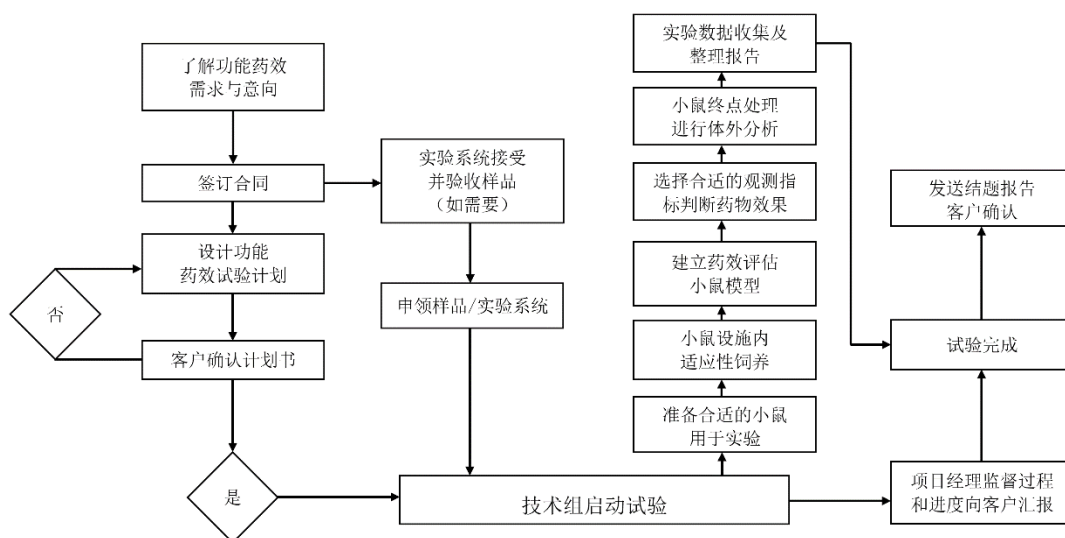 了解功能药效
需求与意向
签订合同
实验系统接受
并验收样品
（如需要）
设计功能
药效试验计划
否
客户确认计划书
是
申领样品/实验系统
技术组启动试验
准备合适的小鼠
用于实验
小鼠设施内
适应性饲养
建立药效评估
小鼠模型
选择合适的观测指
标判断药物效果
小鼠终点处理
进行体外分析
实验数据收集及
整理报告
项目经理监督过程
和进度向客户汇报
试验完成
发送结题报告
客户确认